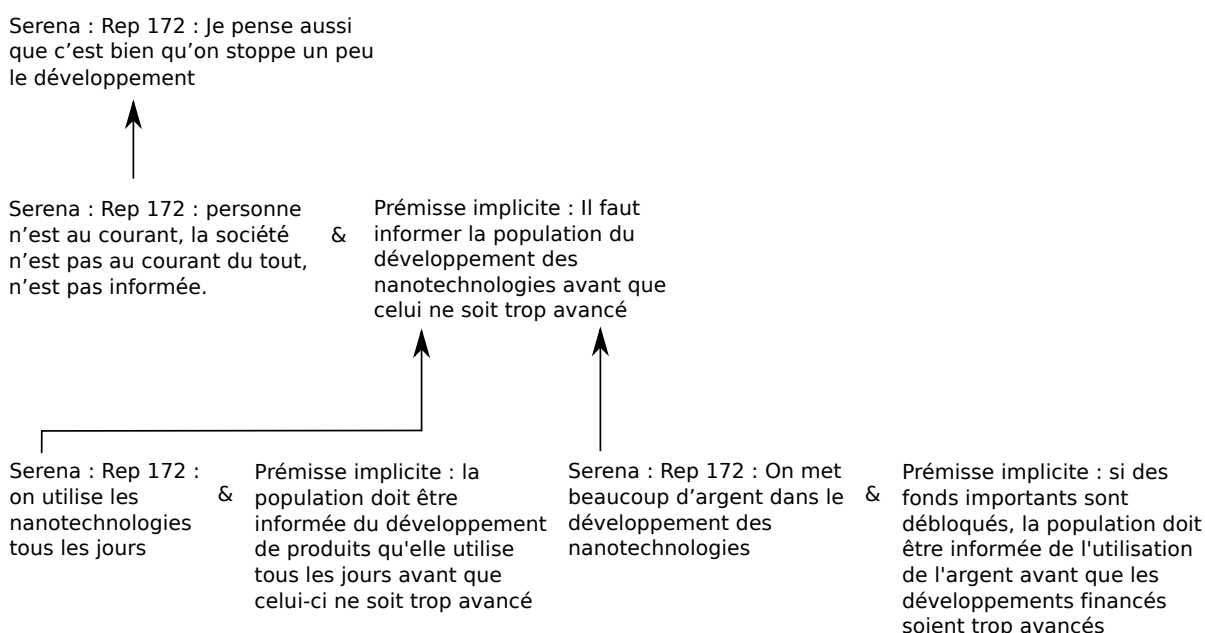 Serena : Rep 172 : Je pense aussi
que c’est bien qu’on stoppe un peu
le développement
Serena : Rep 172 : personne
n’est au courant, la société
n’est pas au courant du tout,
n’est pas informée.
&
Prémisse implicite : Il faut
informer la population du
développement des
nanotechnologies avant que
celui ne soit trop avancé
Serena : Rep 172 :
on utilise les
nanotechnologies
tous les jours
&
Prémisse implicite : la
population doit être
informée du développement
de produits qu'elle utilise
tous les jours avant que
celui-ci ne soit trop avancé
Serena : Rep 172 : On met
beaucoup d’argent dans le
développement des
nanotechnologies
&
Prémisse implicite : si des
fonds importants sont
débloqués, la population doit
être informée de l'utilisation
de l'argent avant que les
développements financés
soient trop avancés